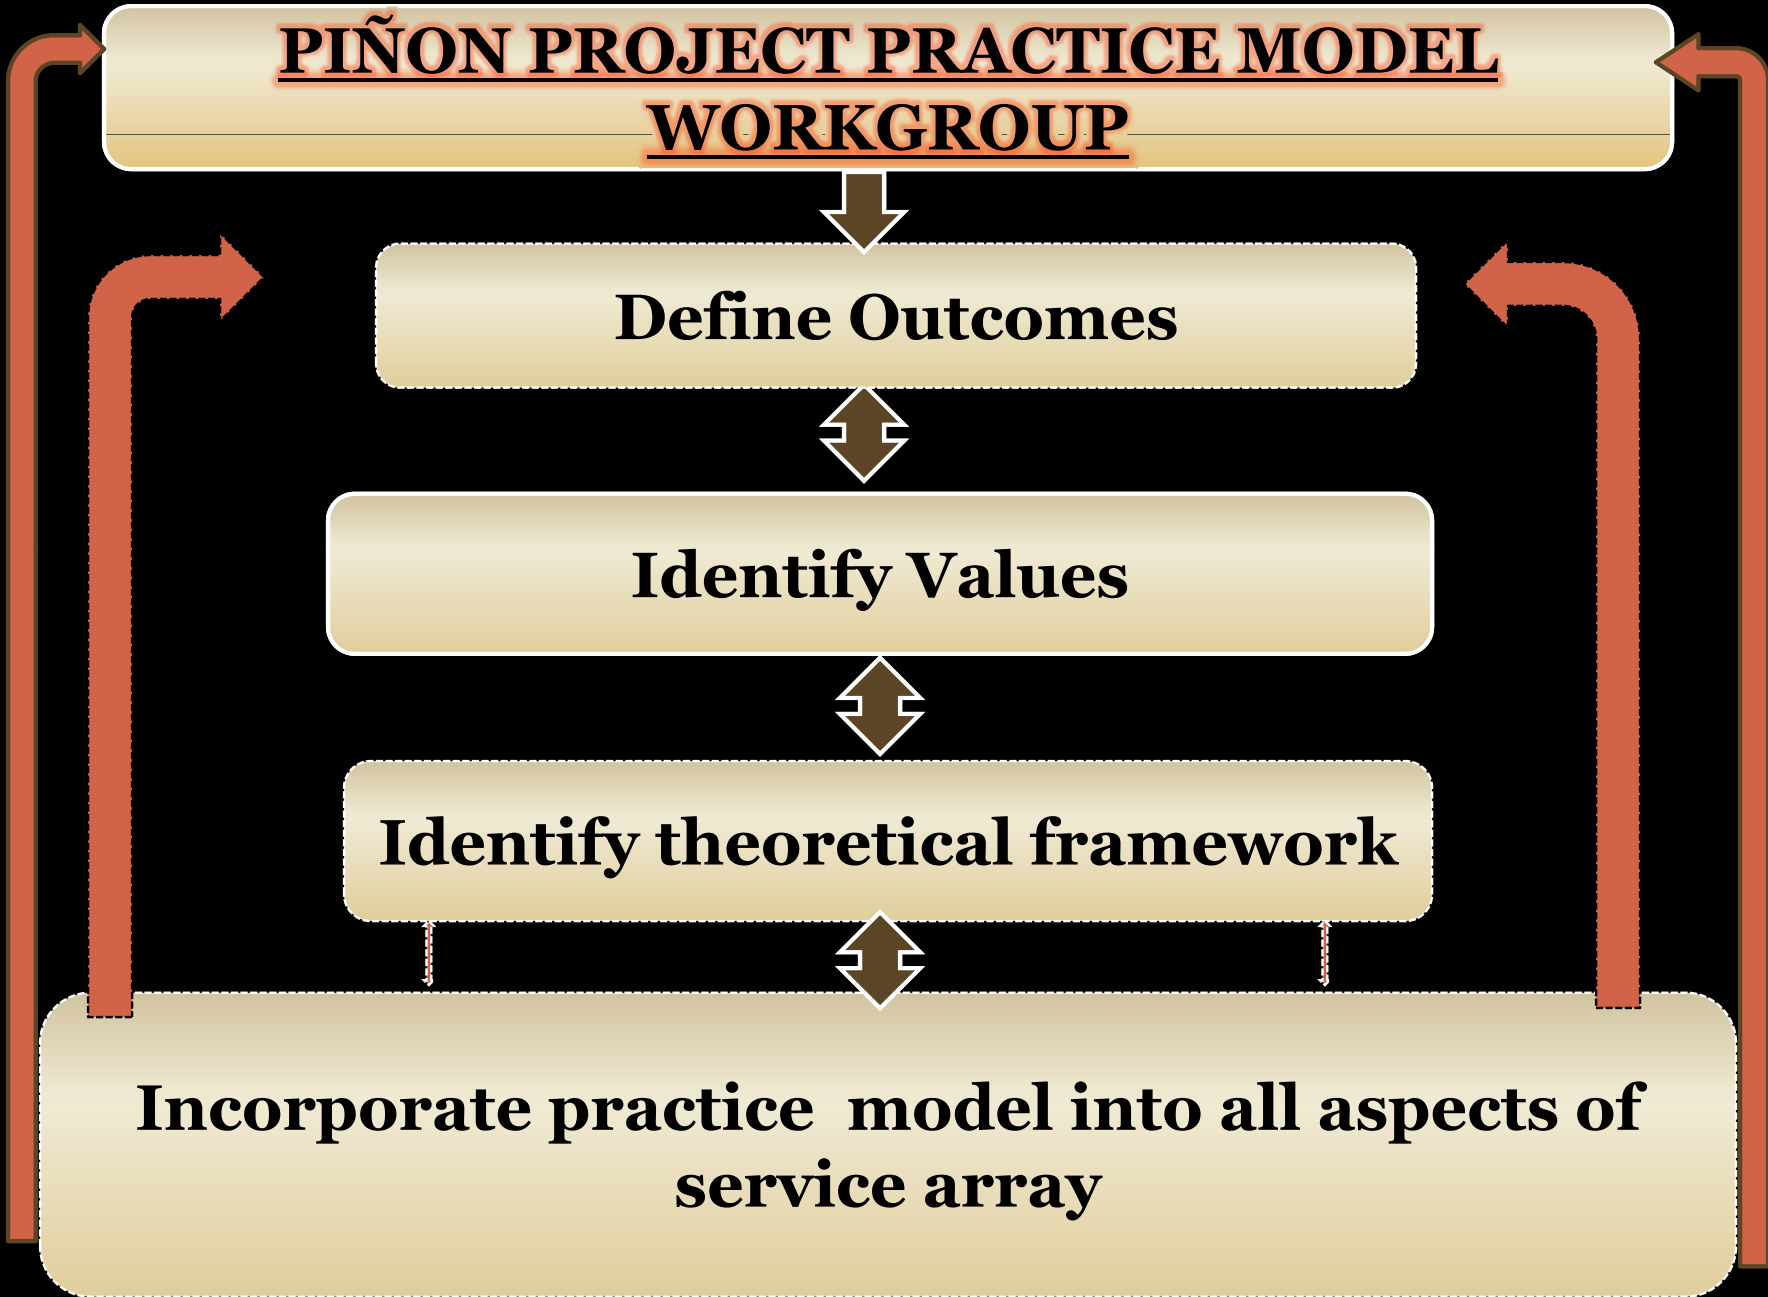 PIÑON PROJECT PRACTICE MODEL
WORKGROUP
Define Outcomes
Identify Values
Identify theoretical framework
Incorporate practice  model into all aspects of
service array